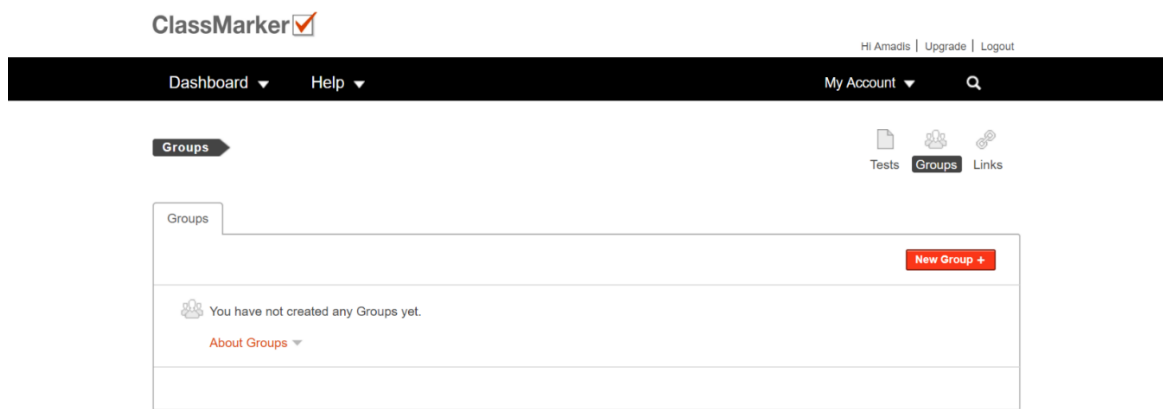 ClassMarker
Hi Amadis | Upgrade | Logout
Dashboard Help My Account
Groups
Tests Groups Links
Groups
New Group +
You have not created any Groups yet.
About Groups